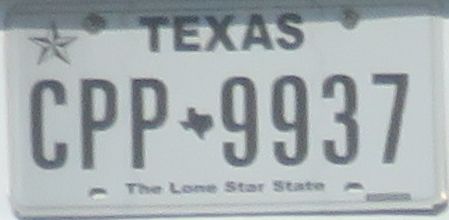 TEXAS
CPP 9937
The Lone Star State